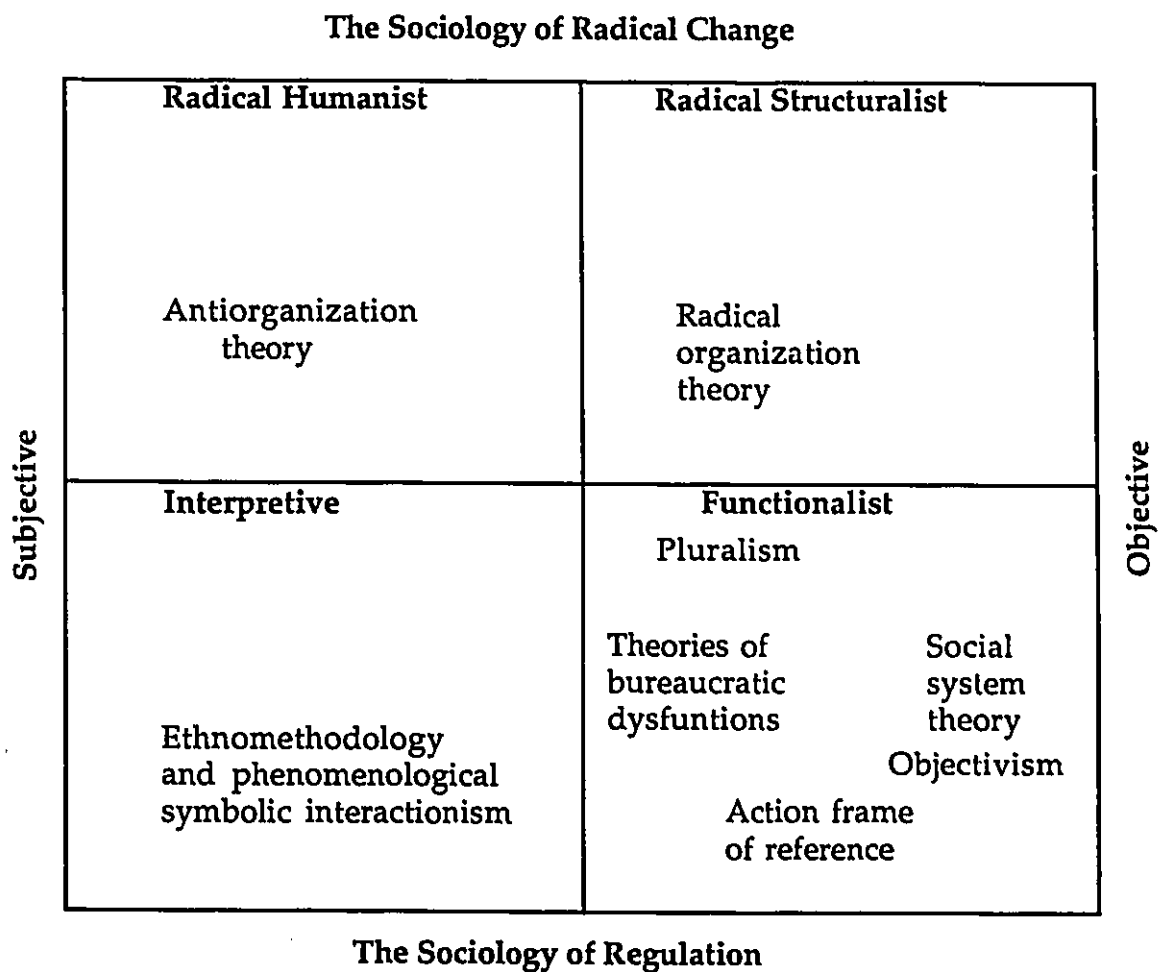 The Sociology of Radical Change
Radical Humanist
Radical Structuralist
Antiorganization
theory
Radical
organization
theory
Subjective
Objective
Interpretive
Functionalist
Pluralism
Theories of
bureaucratic
dysfuntions
Social
system
theory
Objectivism
Ethnomethodology
and phenomenological
symbolic interactionism
Action frame
of reference
The Sociology of Regulation